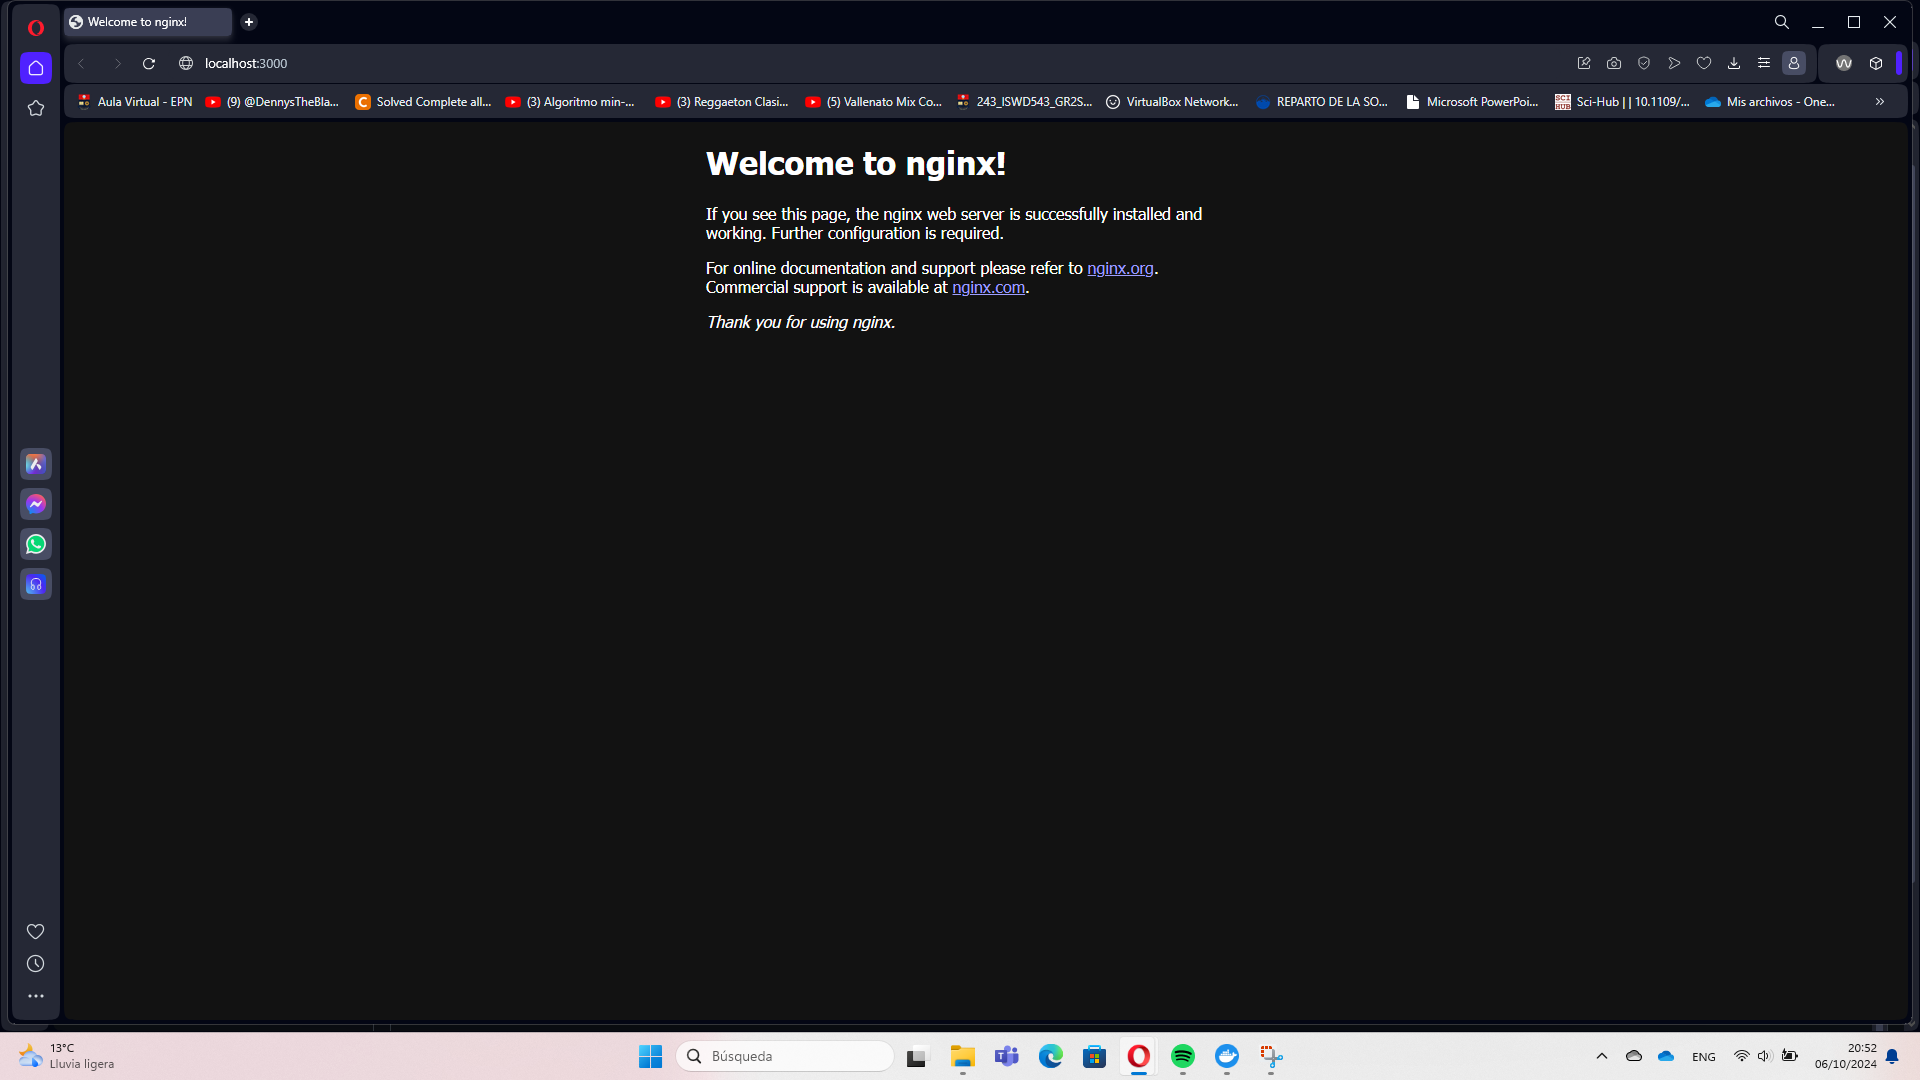 Welcome to nginx!
localhost:3000
Aula Virtual - EPN
(9) @DennysTheBla...
Solved Complete all...
(3) Algoritmo min-...
(3) Reggaeton Clasi...
(5) Vallenato Mix Co...
243_ISWD543_GR2S...
VirtualBox Network...
REPARTO DE LA SO...
Microsoft PowerPoi...
SCI HUB
Sci-Hub | | 10.1109/...
Mis archivos - One...
Welcome to nginx!
If you see this page, the nginx web server is successfully installed and
working. Further configuration is required.
For online documentation and support please refer to nginx.org.
Commercial support is available at nginx.com.
Thank you for using nginx.
13°C
Lluvia ligera
Búsqueda
ENG
20:52
06/10/2024